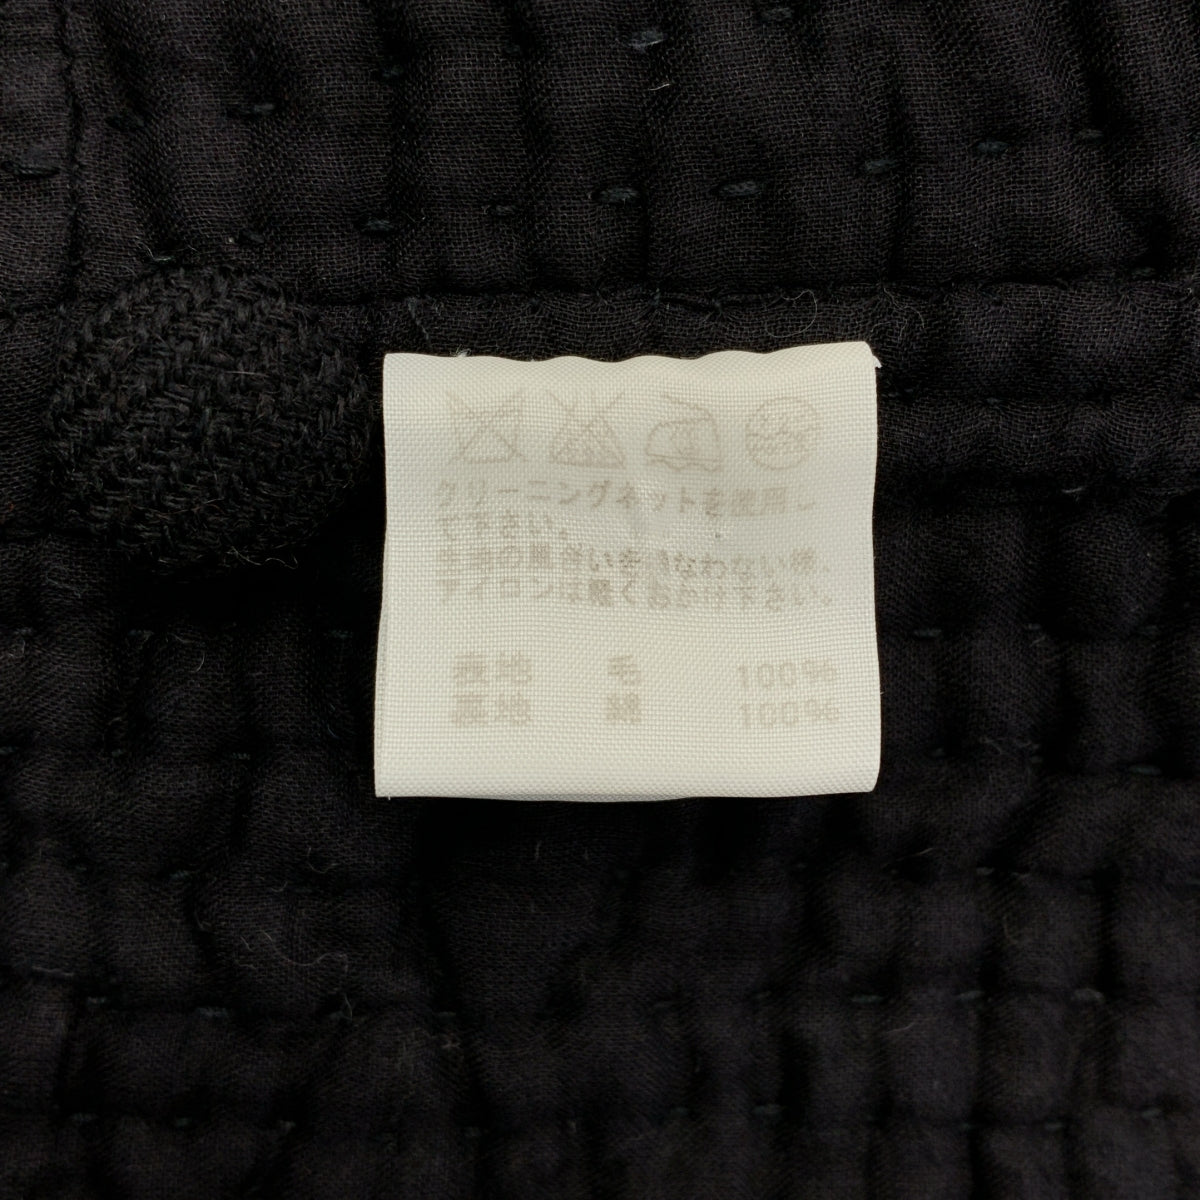 クリーニングネットを使用し
て下さい。
生地の風合いを損なわない様、
アイロンは軽くおかけ下さい。
表地 毛 100%
裏地 綿 100%